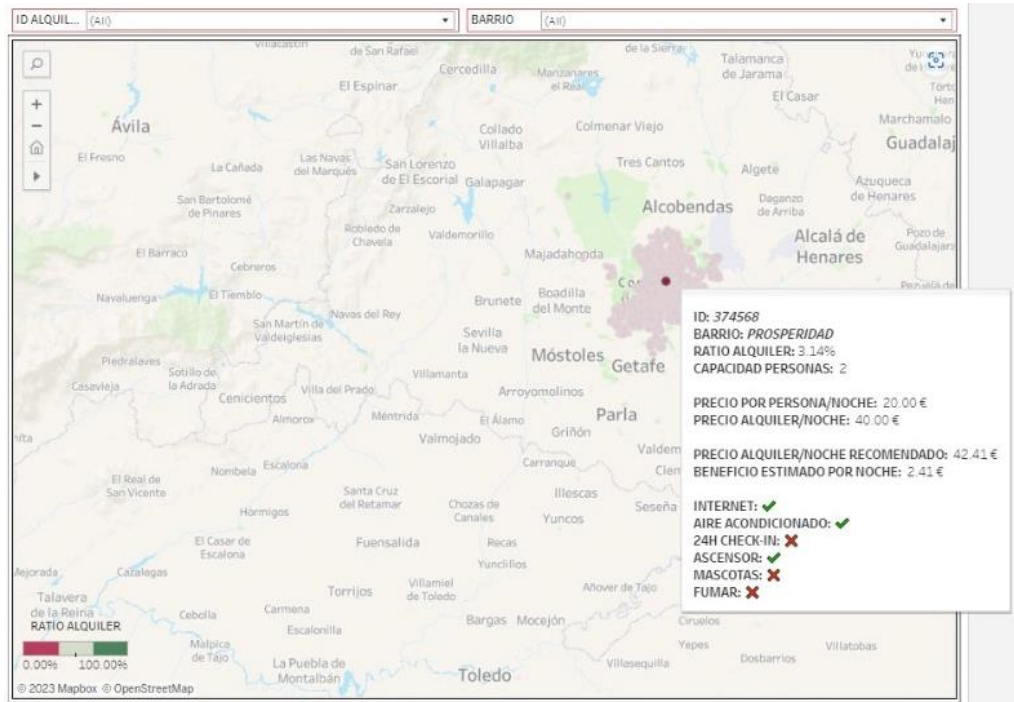 ID ALQUIL... (All)
BARRIO (All)
Villacastín
de San Rafael
de la Sierra
Cercedilla
Manzanares
el Real
Talamanca
de Jarama
El Espinar
El Casar
Marchamalo
Ávila
Collado
Villalba
Colmenar Viejo
Guadalaj
El Fresno
La Cañada
Las Navas
del Marqués
San Lorenzo
de El Escorial
Galapagar
Tres Cantos
Algete
Azuqueca
de Henares
San Bartolomé
de Pinares
Zarzalejo
Alcobendas
Daganzo
de Arriba
Robledo de
Chavela
Valdemorillo
Alcalá de
Henares
Pozo de
Guadalajara
El Barraco
Cebreros
Majadahonda
Navaluenga
El Tiemblo
Navas del Rey
Brunete
Boadilla
del Monte
San Martín de
Valdeiglesias
Sevilla
la Nueva
Móstoles
Getafe
Piedralaves
Sotillo de
la Adrada
Casavieja
Villa del Prado
Villamanta
Cenicientos
Arroyomolinos
Almorox
Méntrida
El Álamo
Parla
Griñón
Valmojado
Valdem
Carranque
Cien
Nombela
Escalona
El Real de
San Vicente
Santa Cruz
del Retamar
Chozas de
Canales
Illescas
Yuncos
Seseña
Hormigos
El Casar de
Escalona
Fuensalida
Recas
Yunclillos
Mejorada
Cazalegas
Talavera
de la Reina
Torrijos
Villamiel
de Toledo
Añover de Tajo
Cebolla
Carmena
Escalonilla
Bargas
Mocejón
Ciruelos
Yepes
Villatobas
Malpica
de Tajo
La Puebla de
Montalbán
Toledo
Villasequilla
Dosbarrios
ID: 374568
BARRIO: PROSPERIDAD
RATIO ALQUILER: 3.14%
CAPACIDAD PERSONAS: 2
PRECIO POR PERSONA/NOCHE: 20.00 €
PRECIO ALQUILER/NOCHE: 40.00 €
PRECIO ALQUILER/NOCHE RECOMENDADO: 42.41 €
BENEFICIO ESTIMADO POR NOCHE: 2.41 €
INTERNET: ✔
AIRE ACONDICIONADO: ✔
24H CHECK-IN: ✖
ASCENSOR: ✔
MASCOTAS: ✖
FUMAR: ✖
RATIO ALQUILER
0.00% 100.00%
© 2023 Mapbox © OpenStreetMap